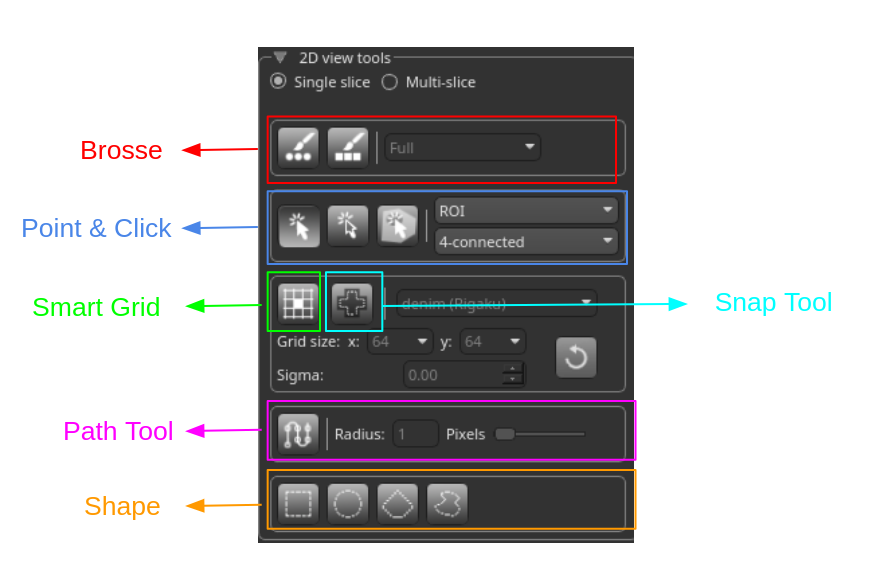 2D view tools
Single slice Multi-slice
Brosse
Full
Point & Click
ROI
4-connected
Smart Grid
denim (Rigaku)
Snap Tool
Grid size: x: 64 y: 64
Sigma: 0.00
Path Tool
Radius: 1 Pixels
Shape